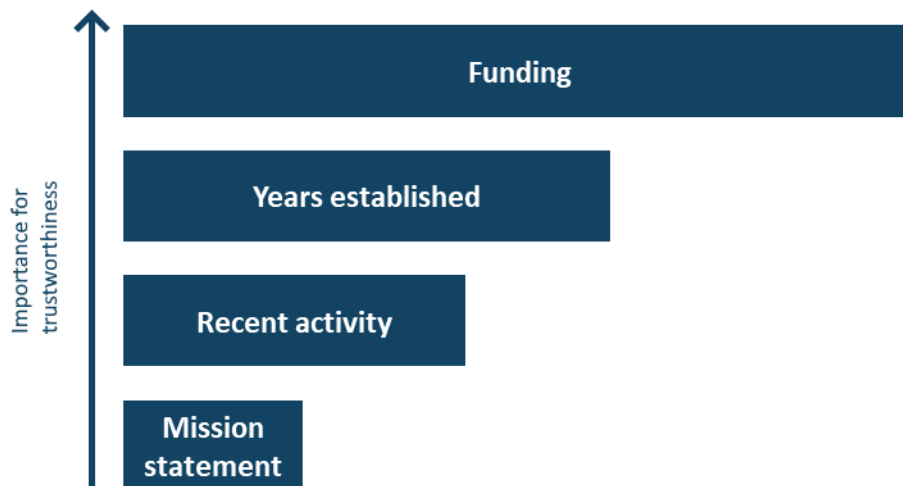 Funding
Years established
Recent activity
Mission
statement
Importance for
trustworthiness